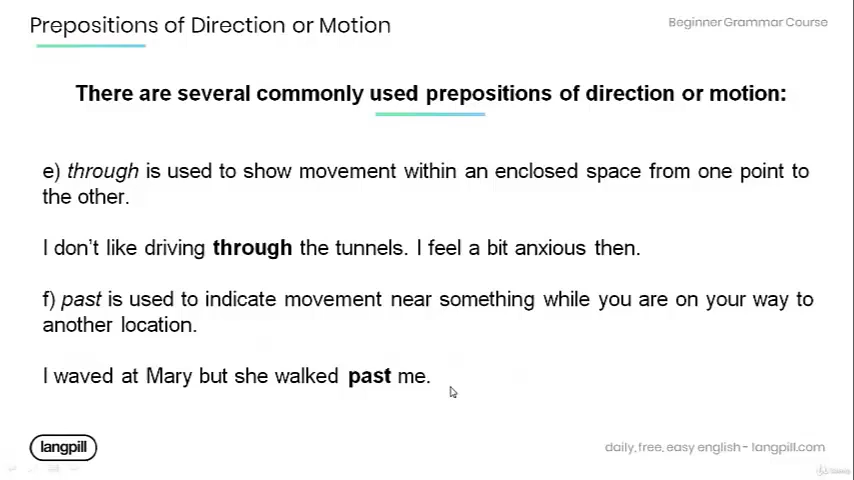 Prepositions of Direction or Motion
Beginner Grammar Course
There are several commonly used prepositions of direction or motion:
e) through is used to show movement within an enclosed space from one point to
the other.
I don't like driving through the tunnels. I feel a bit anxious then.
f) past is used to indicate movement near something while you are on your way to
another location.
I waved at Mary but she walked past me.
langpill
daily, free, easy english - langpill.com
Udemy